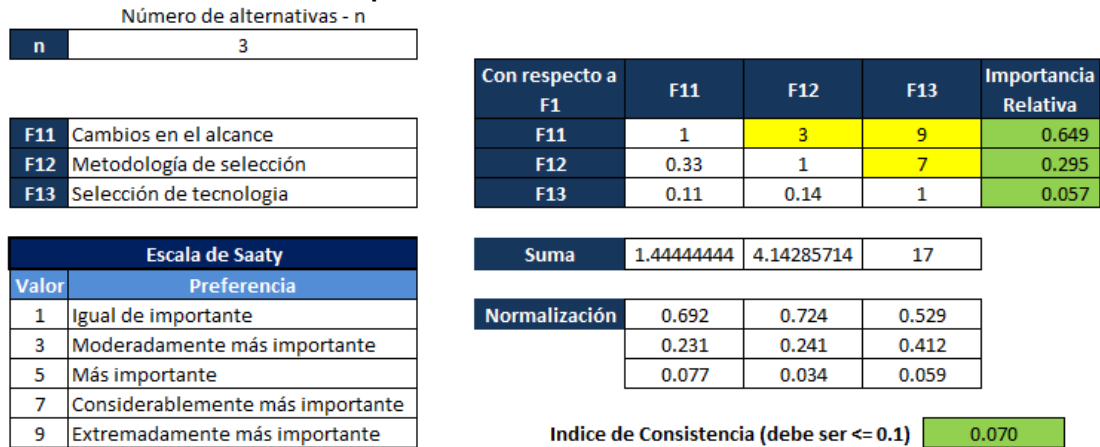 Número de alternativas - n
n 3
Con respecto a F1 F11 F12 F13 Importancia Relativa
F11 1 3 9 0.649
F12 0.33 1 7 0.295
F13 0.11 0.14 1 0.057
F11 Cambios en el alcance
F12 Metodología de selección
F13 Selección de tecnologia
Suma 1.44444444 4.14285714 17
Escala de Saaty
Valor Preferencia
1 Igual de importante
3 Moderadamente más importante
5 Más importante
7 Considerablemente más importante
9 Extremadamente más importante
Normalización 0.692 0.724 0.529
0.231 0.241 0.412
0.077 0.034 0.059
Indice de Consistencia (debe ser <= 0.1) 0.070